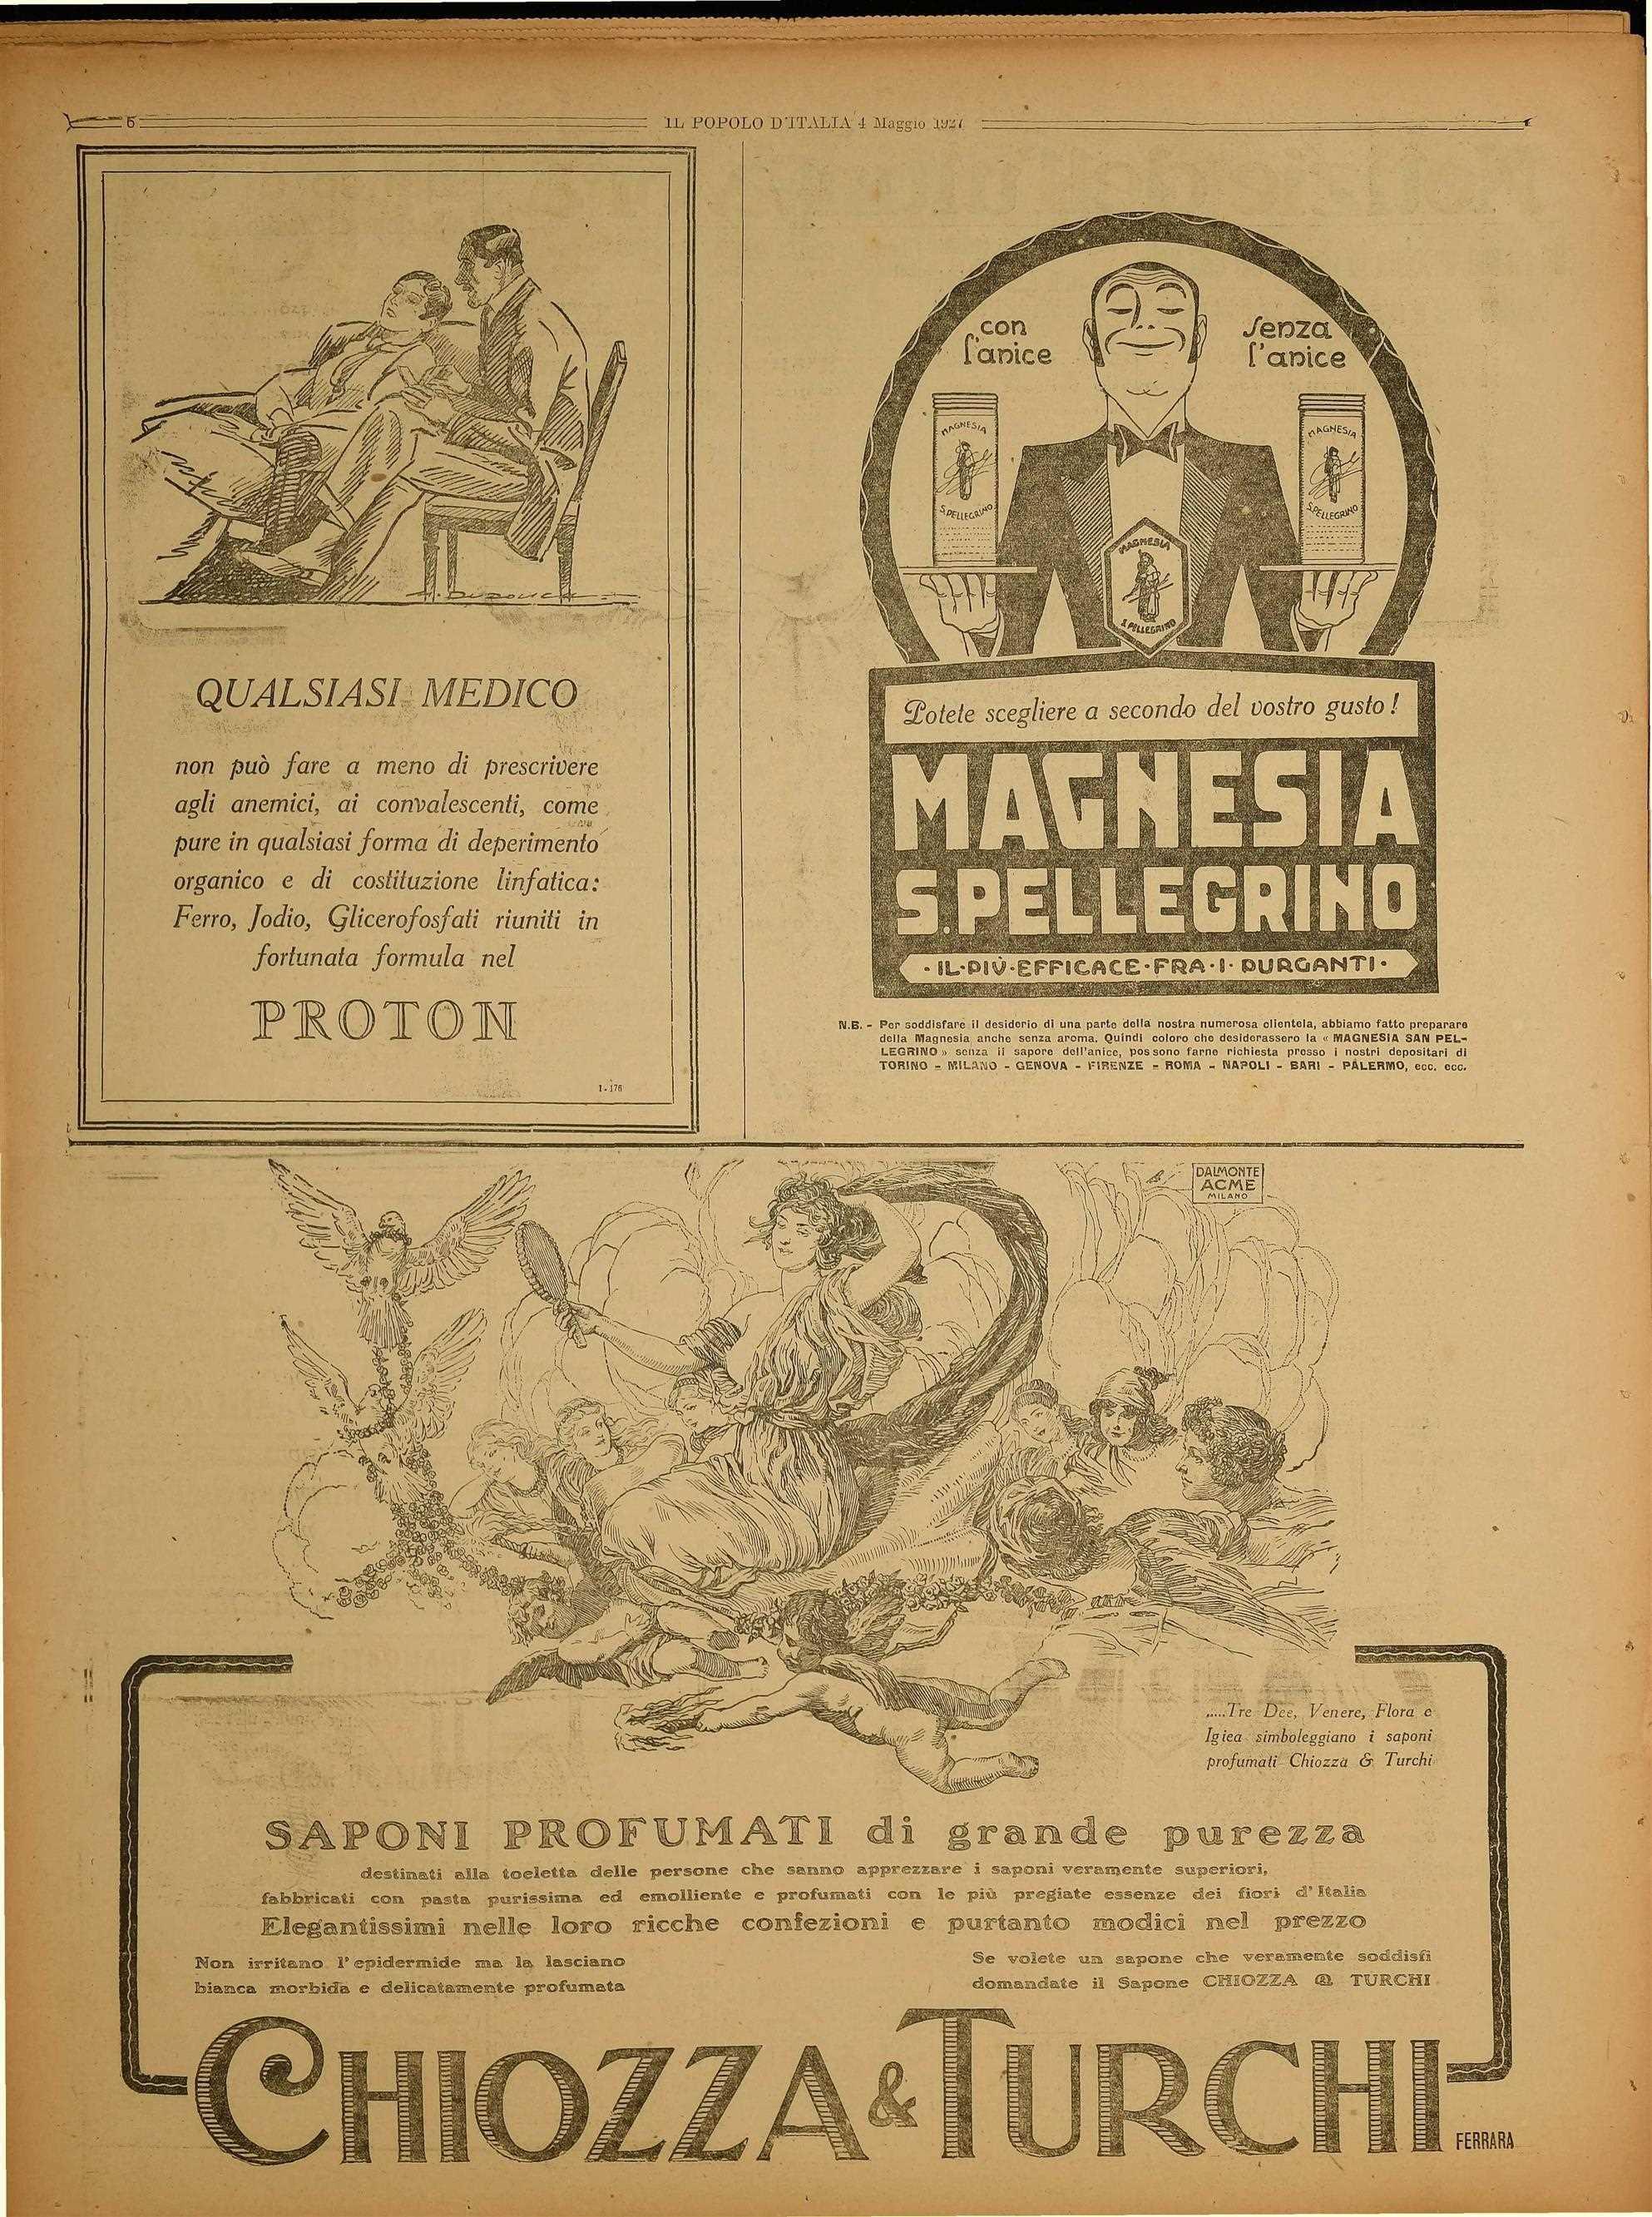 6
IL POPOLO D'ITALIA 4 Maggio 1927
QUALSIASI MEDICO
non può fare a meno di prescrivere
agli anemici, ai convalescenti, come
pure in qualsiasi forma di deperimento
organico e di costituzione linfatica:
Ferro, Jodio, Glicerofosfati riuniti in
fortunata formula nel
PROTON
1-176
con
l'anice
senza
l'anice
MAGNESIA
S.PELLEGRINO
MAGNESIA
S.PELLEGRINO
MAGNESIA
S.PELLEGRINO
Potete scegliere a secondo del vostro gusto!
MAGNESIA
S.PELLEGRINO
·IL·PIÙ·EFFICACE·FRA·I·PURGANTI·
N.B. - Per soddisfare il desiderio di una parte della nostra numerosa clientela, abbiamo fatto preparare
della Magnesia anche senza aroma. Quindi coloro che desiderassero la « MAGNESIA SAN PEL-
LEGRINO » senza il sapore dell'anice, possono farne richiesta presso i nostri depositari di
TORINO - MILANO - GENOVA - FIRENZE - ROMA - NAPOLI - BARI - PALERMO, ecc. ecc.
DALMONTE
ACME
MILANO
.....Tre Dee, Venere, Flora e
Igiea simboleggiano i saponi
profumati Chiozza & Turchi
SAPONI PROFUMATI di grande purezza
destinati alla toeletta delle persone che sanno apprezzare i saponi veramente superiori,
fabbricati con pasta purissima ed emolliente e profumati con le più pregiate essenze dei fiori d'Italia
Elegantissimi nelle loro ricche confezioni e purtanto modici nel prezzo
Non irritano l'epidermide ma la lasciano
bianca morbida e delicatamente profumata
Se volete un sapone che veramente soddisfi
domandate il Sapone CHIOZZA & TURCHI
CHIOZZA & TURCHI
FERRARA